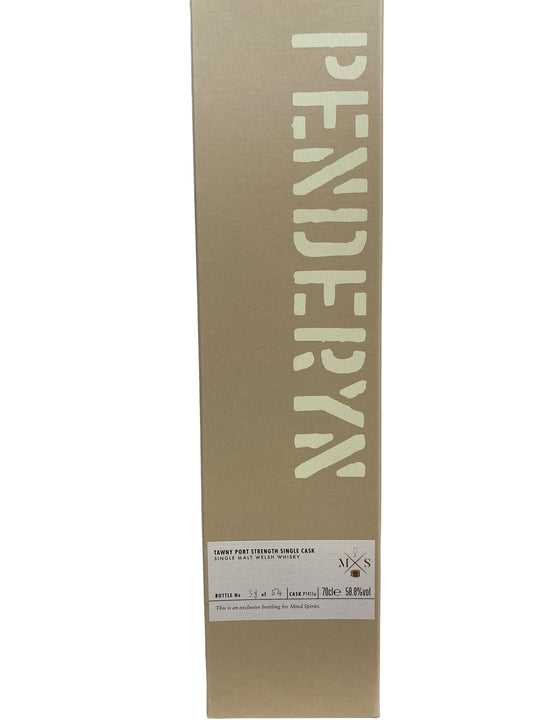 PENDERYN
TAWNY PORT STRENGTH SINGLE CASK
SINGLE MALT WELSH WHISKY
M S
BOTTLE No 38 of 54 CASK 70cl℮ 58.8%vol
This is an exclusive bottling for Mind Spirits.